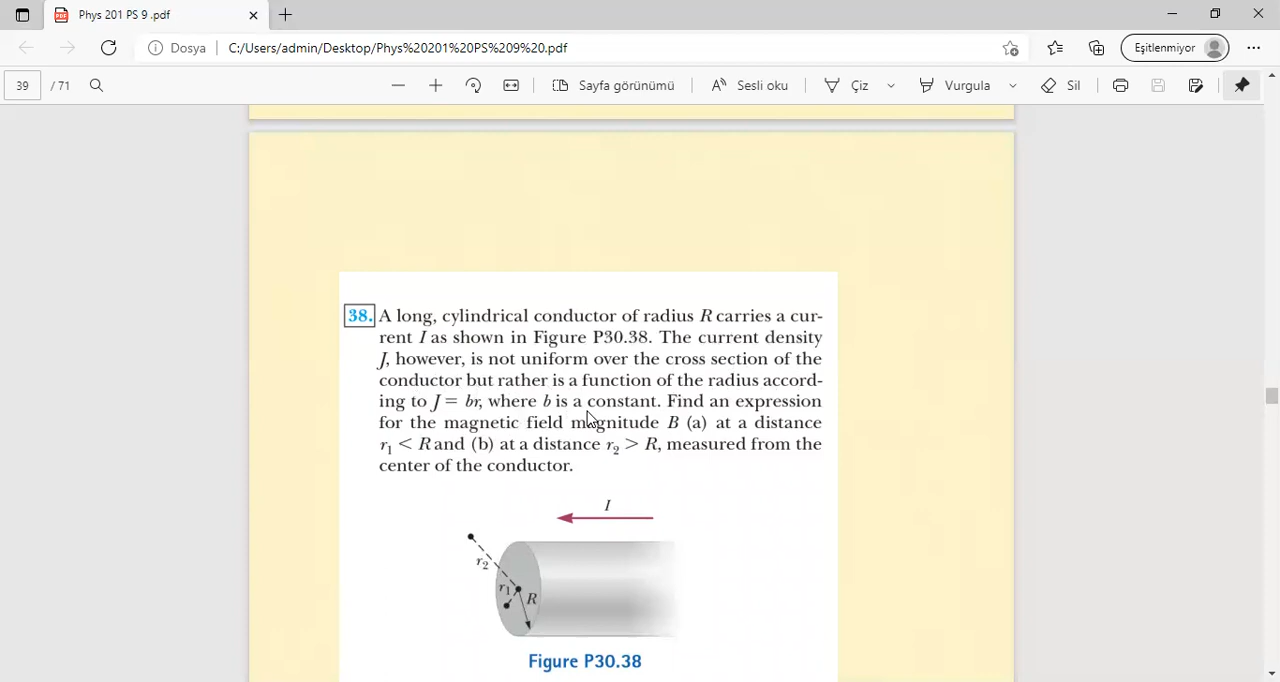 Phys 201 PS 9 .pdf
Dosya
C:/Users/admin/Desktop/Phys%20201%20PS%209%20.pdf
Eşitlenmiyor
39 / 71
Sayfa görünümü
Sesli oku
Çiz
Vurgula
Sil
38. A long, cylindrical conductor of radius R carries a cur-
rent I as shown in Figure P30.38. The current density
J, however, is not uniform over the cross section of the
conductor but rather is a function of the radius accord-
ing to J = br, where b is a constant. Find an expression
for the magnetic field magnitude B (a) at a distance
r₁ < R and (b) at a distance r₂ > R, measured from the
center of the conductor.
I
r₂
r₁
R
Figure P30.38